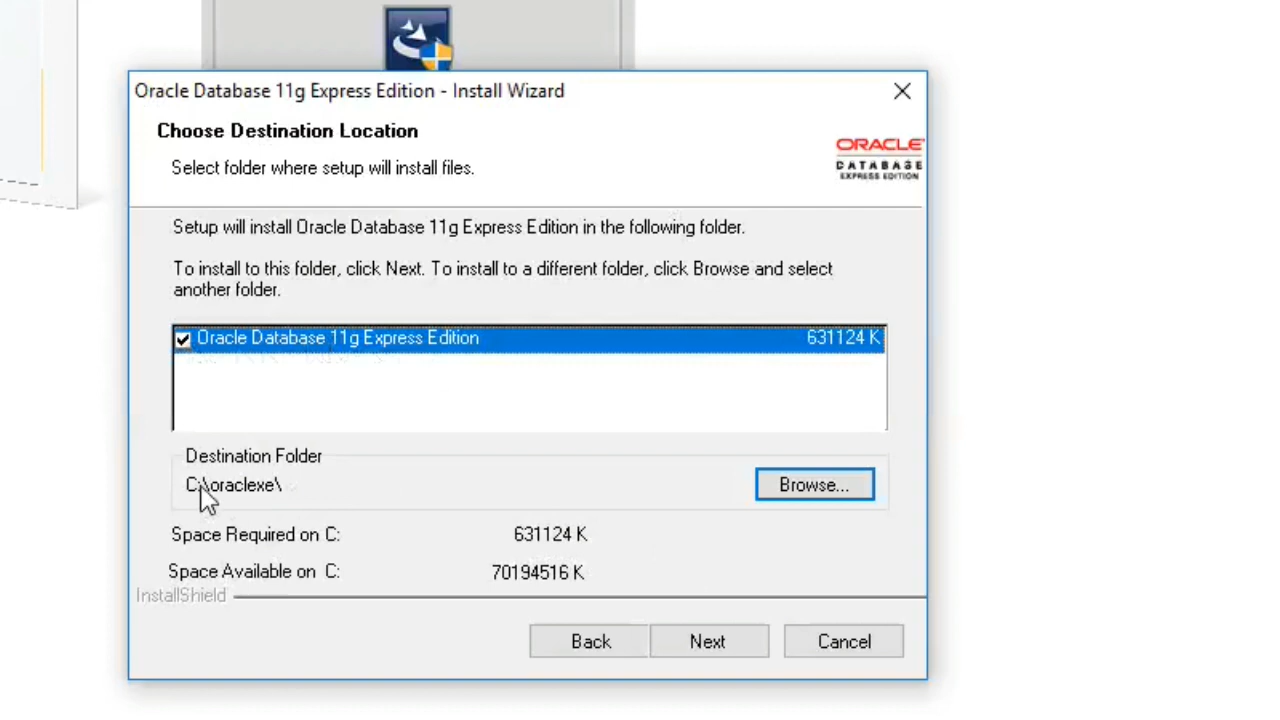 Oracle Database 11g Express Edition - Install Wizard
Choose Destination Location
Select folder where setup will install files.
ORACLE
DATABASE
EXPRESS EDITION
Setup will install Oracle Database 11g Express Edition in the following folder.
To install to this folder, click Next. To install to a different folder, click Browse and select
another folder.
Oracle Database 11g Express Edition 631124 K
Destination Folder
C:\oraclexe\
Browse...
Space Required on C: 631124 K
Space Available on C: 70194516 K
InstallShield
Back Next Cancel